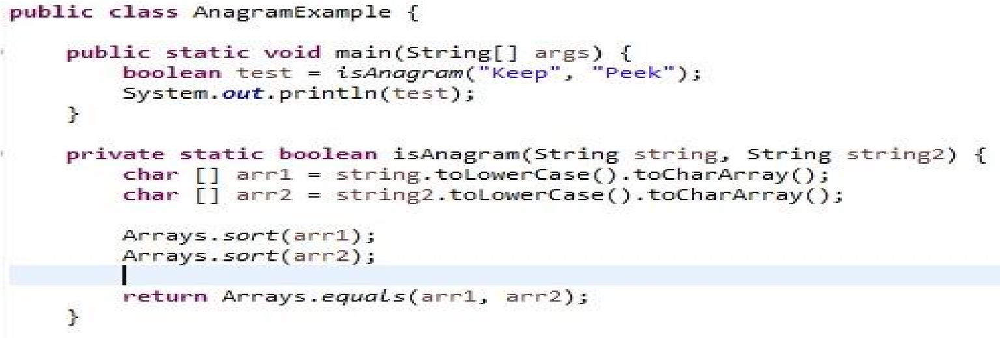 public class AnagramExample {
public static void main(String[] args) {
boolean test = isAnagram("Keep", "Peek");
System.out.println(test);
}
private static boolean isAnagram(String string, String string2) {
char [] arr1 = string.toLowerCase().toCharArray();
char [] arr2 = string2.toLowerCase().toCharArray();
Arrays.sort(arr1);
Arrays.sort(arr2);
return Arrays.equals(arr1, arr2);
}